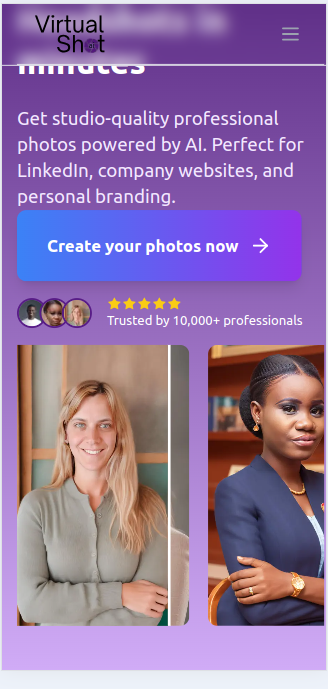 Virtual
Shot
minutes
Get studio-quality professional
photos powered by AI. Perfect for
LinkedIn, company websites, and
personal branding.
Create your photos now
Trusted by 10,000+ professionals